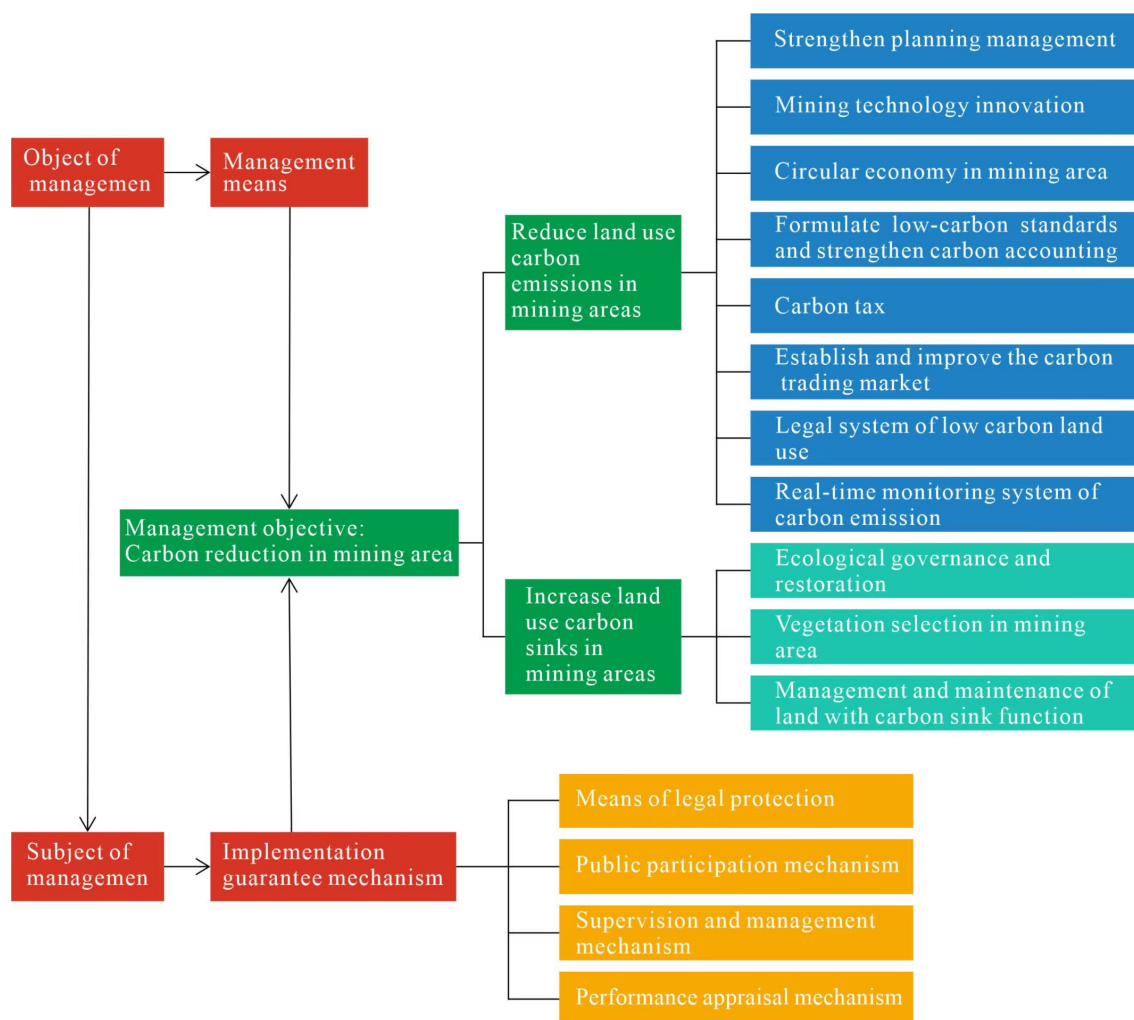 Object of
managemen
Management
means
Subject of
managemen
Implementation
guarantee mechanism
Management objective:
Carbon reduction in mining area
Reduce land use
carbon
emissions in
mining areas
Increase land
use carbon
sinks in
mining areas
Strengthen planning management
Mining technology innovation
Circular economy in mining area
Formulate low-carbon standards
and strengthen carbon accounting
Carbon tax
Establish and improve the carbon
trading market
Legal system of low carbon land
use
Real-time monitoring system of
carbon emission
Ecological governance and
restoration
Vegetation selection in mining
area
Management and maintenance of
land with carbon sink function
Means of legal protection
Public participation mechanism
Supervision and management
mechanism
Performance appraisal mechanism